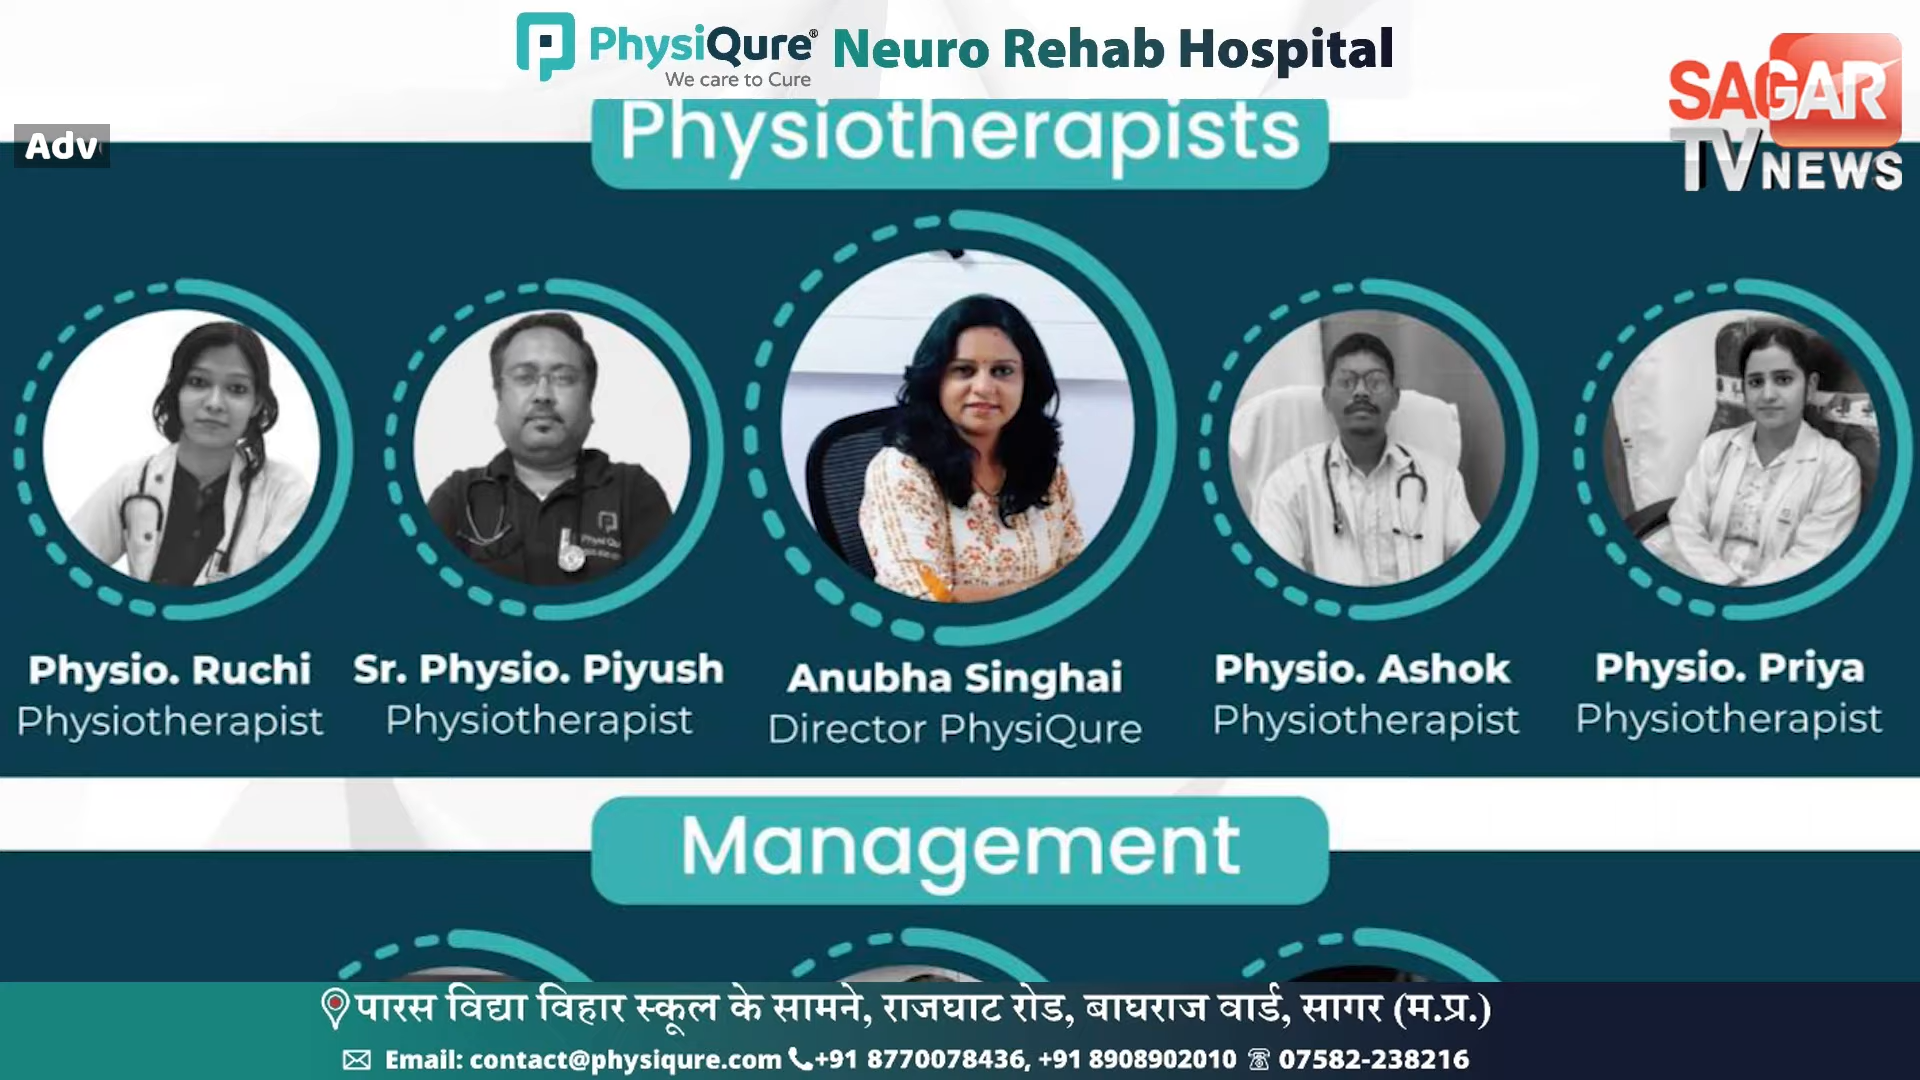 PhysiQure® Neuro Rehab Hospital
We care to Cure
SAGAR
TV NEWS
Adv
Physiotherapists
Physio. Ruchi
Physiotherapist
Sr. Physio. Piyush
Physiotherapist
Anubha Singhai
Director PhysiQure
Physio. Ashok
Physiotherapist
Physio. Priya
Physiotherapist
Management
पारस विद्या विहार स्कूल के सामने, राजघाट रोड, बाघराज वार्ड, सागर (म.प्र.)
Email: contact@physiqure.com +91 8770078436, +91 8908902010 07582-238216